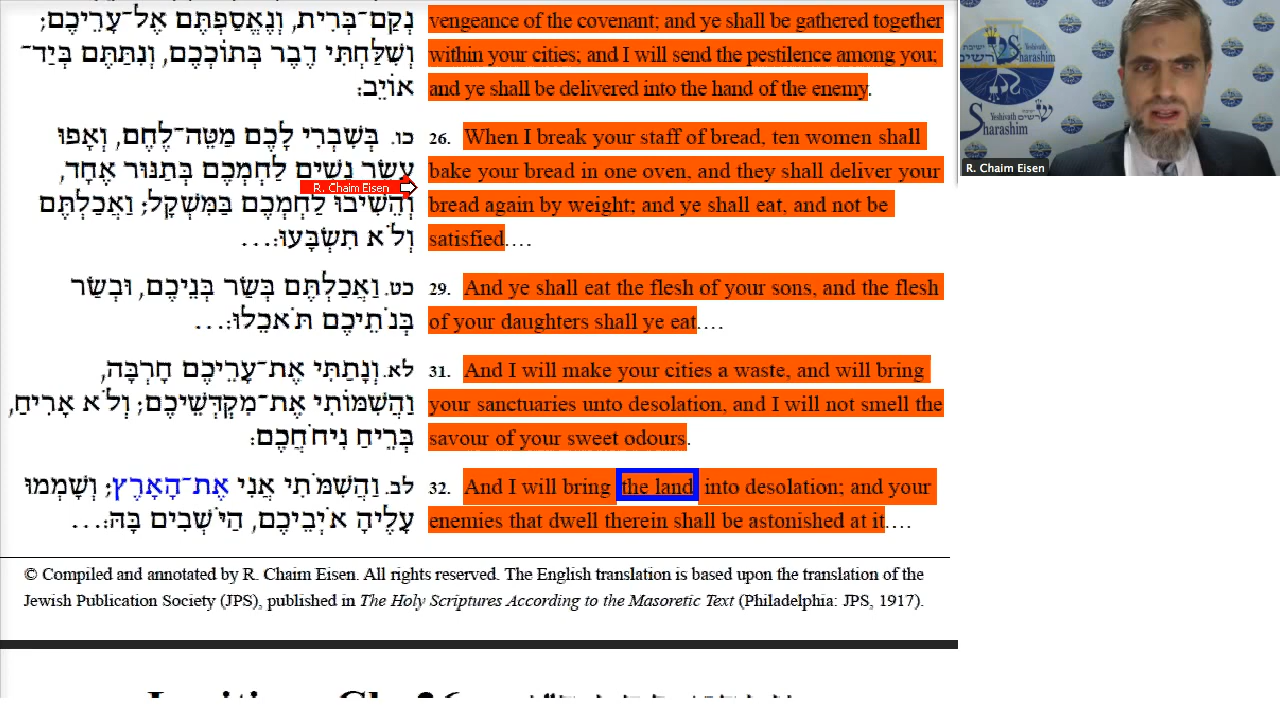 נְקַם־בְּרִית, וְנֶאֱסַפְתֶּם אֶל־עָרֵיכֶם;
וְשִׁלַּחְתִּי דֶבֶר בְּתוֹכְכֶם, וְנִתַּתֶּם בְּיַד־
אוֹיֵב:
vengeance of the covenant; and ye shall be gathered together
within your cities; and I will send the pestilence among you;
and ye shall be delivered into the hand of the enemy.
כו. בְּשִׁבְרִי לָכֶם מַטֵּה־לֶחֶם, וְאָפוּ
עֶשֶׂר נָשִׁים לַחְמְכֶם בְּתַנּוּר אֶחָד,
וְהֵשִׁיבוּ לַחְמְכֶם בַּמִּשְׁקָל; וַאֲכַלְתֶּם
וְלֹא תִשְׂבָּעוּ:...
26. When I break your staff of bread, ten women shall
bake your bread in one oven, and they shall deliver your
bread again by weight; and ye shall eat, and not be
satisfied....
כט. וַאֲכַלְתֶּם בְּשַׂר בְּנֵיכֶם, וּבְשַׂר
בְּנֹתֵיכֶם תֹּאכֵלוּ:...
29. And ye shall eat the flesh of your sons, and the flesh
of your daughters shall ye eat....
לא. וְנָתַתִּי אֶת־עָרֵיכֶם חָרְבָּה,
וַהֲשִׁמּוֹתִי אֶת־מִקְדְּשֵׁיכֶם; וְלֹא אָרִיחַ,
בְּרֵיחַ נִיחֹחֲכֶם:
31. And I will make your cities a waste, and will bring
your sanctuaries unto desolation, and I will not smell the
savour of your sweet odours.
לב. וַהֲשִׁמֹּתִי אֲנִי אֶת־הָאָרֶץ; וְשָׁמְמוּ
עָלֶיהָ אֹיְבֵיכֶם, הַיֹּשְׁבִים בָּהּ:...
32. And I will bring the land into desolation; and your
enemies that dwell therein shall be astonished at it....
© Compiled and annotated by R. Chaim Eisen. All rights reserved. The English translation is based upon the translation of the
Jewish Publication Society (JPS), published in The Holy Scriptures According to the Masoretic Text (Philadelphia: JPS, 1917).
R. Chaim Eisen
Yeshivath
Sharashim
ישיבת
שרשים
Yeshivath
Sharashim
R. Chaim Eisen